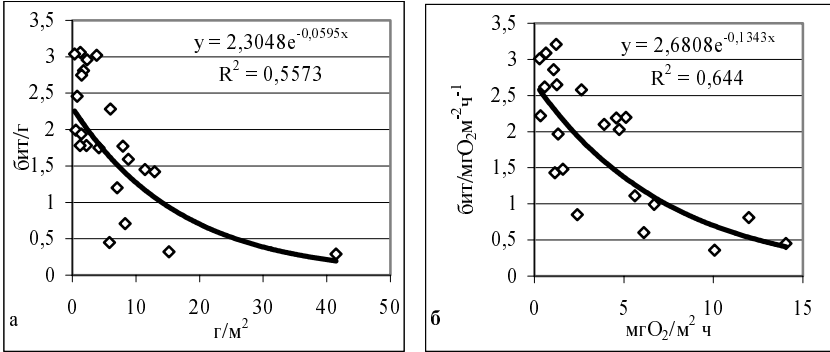 y = 2,3048e^-0,0595x
R² = 0,5573
3,5
3
2,5
2
1,5
1
0,5
0
бит/г
0 10 20 30 40 50
г/м²
а
y = 2,6808e^-0,1343x
R² = 0,644
3,5
3
2,5
2
1,5
1
0,5
0
бит/мгО₂м⁻²ч⁻¹
0 5 10 15
мгО₂/м² ч
б